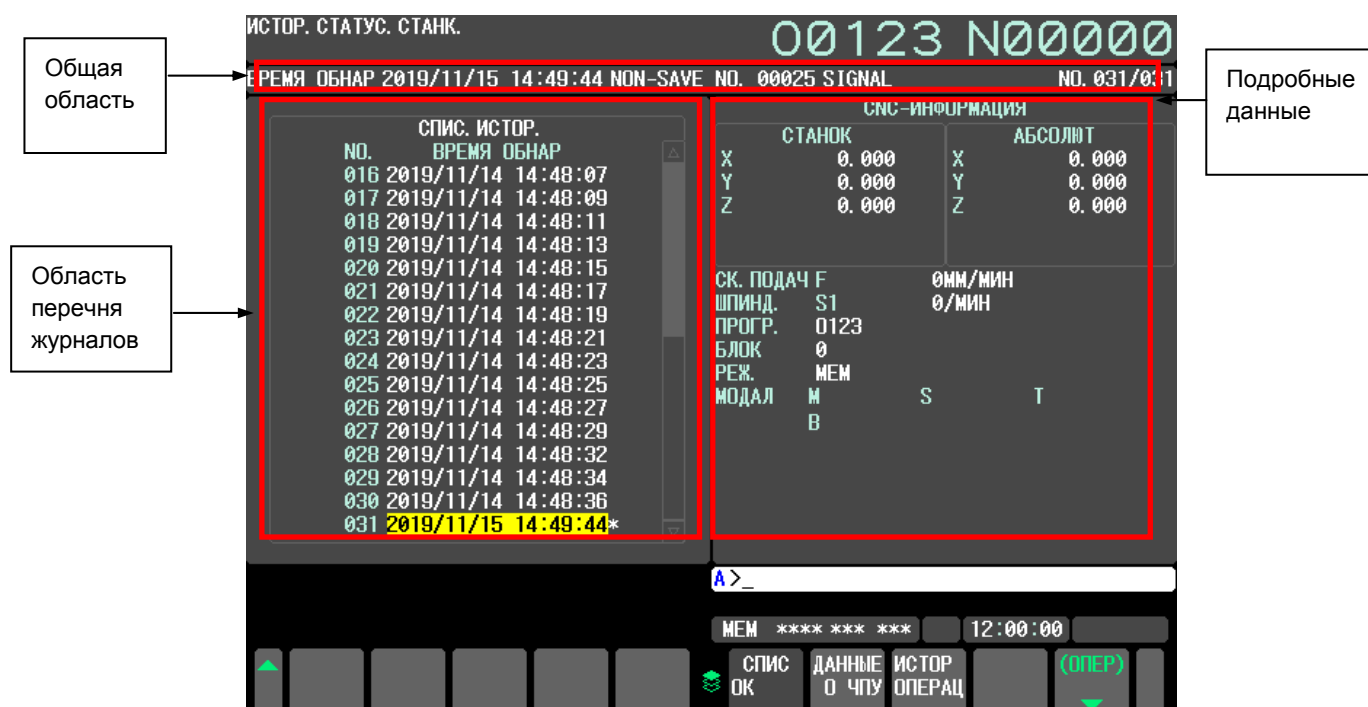 ИСТОР. СТАТУС. СТАНК.
O0123 N00000
ВРЕМЯ ОБНАР 2019/11/15 14:49:44 NON-SAVE NO. 00025 SIGNAL NO. 031/031
Общая
область
Подробные
данные
СПИС. ИСТОР.
NO. ВРЕМЯ ОБНАР
016 2019/11/14 14:48:07
017 2019/11/14 14:48:09
018 2019/11/14 14:48:11
019 2019/11/14 14:48:13
020 2019/11/14 14:48:15
021 2019/11/14 14:48:17
022 2019/11/14 14:48:19
023 2019/11/14 14:48:21
024 2019/11/14 14:48:23
025 2019/11/14 14:48:25
026 2019/11/14 14:48:27
027 2019/11/14 14:48:29
028 2019/11/14 14:48:32
029 2019/11/14 14:48:34
030 2019/11/14 14:48:36
031 2019/11/15 14:49:44*
Область
перечня
журналов
CNC-ИНФОРМАЦИЯ
СТАНОК АБСОЛЮТ
X 0.000 X 0.000
Y 0.000 Y 0.000
Z 0.000 Z 0.000
СК. ПОДАЧ F 0ММ/МИН
ШПИНД. S1 0/МИН
ПРОГР. O123
БЛОК 0
РЕЖ. MEM
МОДАЛ M S T
B
A>_
MEM **** *** *** 12:00:00
СПИС
ОК
ДАННЫЕ
О ЧПУ
ИСТОР
ОПЕРАЦ
(ОПЕР)